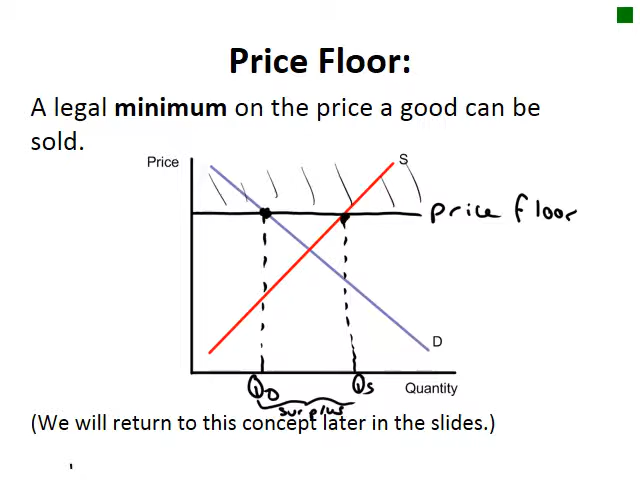 Price Floor:
A legal minimum on the price a good can be
sold.
Price
S
price floor
D
QD
Qs
Quantity
surplus
(We will return to this concept later in the slides.)